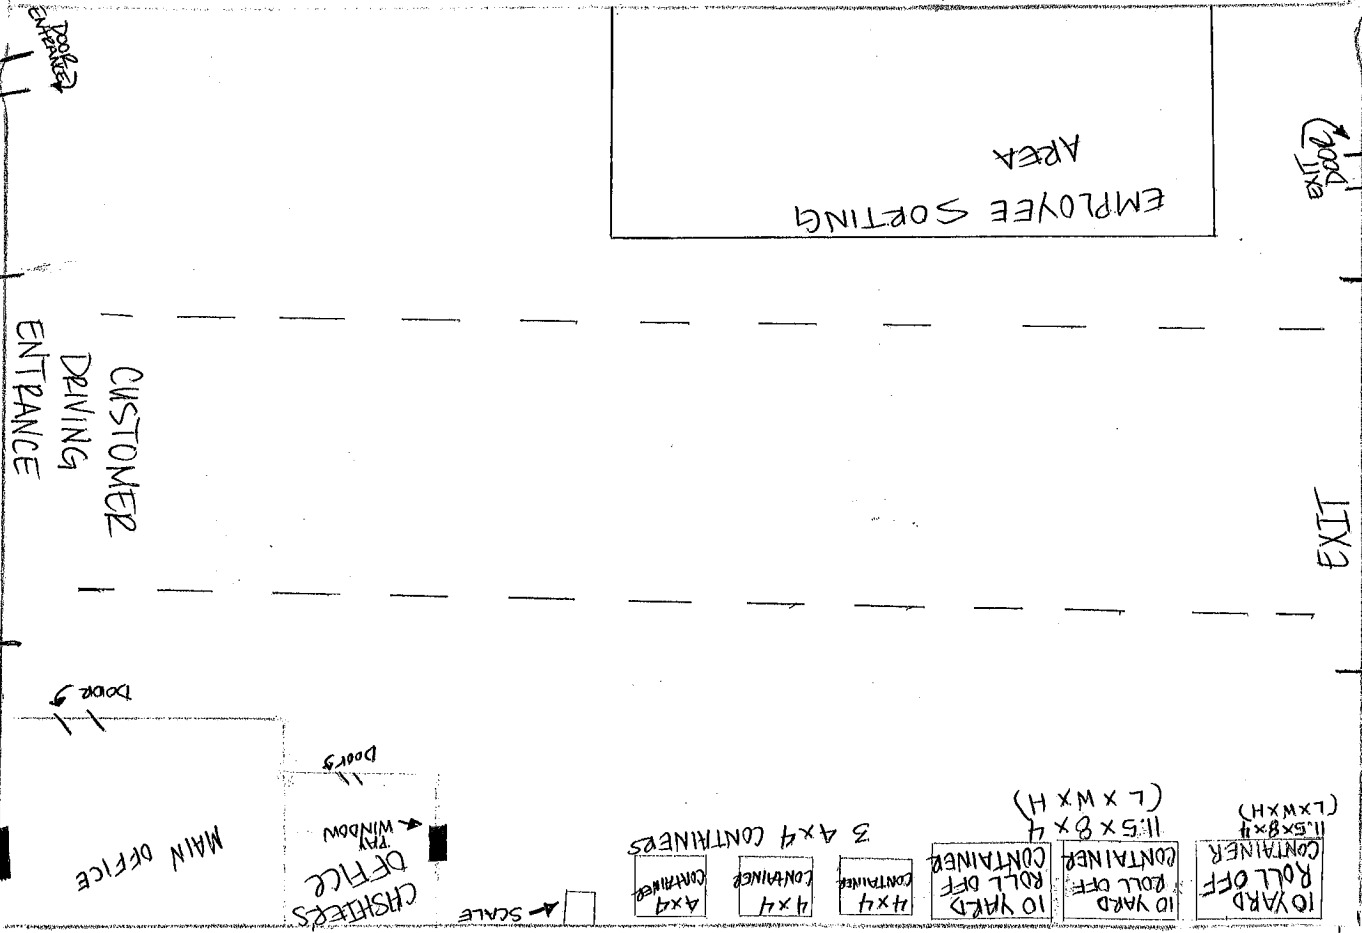 10 YARD
ROLL OFF
CONTAINER
11.5x8x4
(LxWxH)
10 YARD
ROLL OFF
CONTAINER
10 YARD
ROLL OFF
CONTAINER
11.5 x 8 x 4
(L x W x H)
4x4
CONTAINER
4x4
CONTAINER
4x4
CONTAINER
3 4x4 CONTAINERS
SCALE
CASHIERS
OFFICE
PAY
WINDOW
DOOR
MAIN OFFICE
DOOR
EXIT
CUSTOMER
DRIVING
ENTRANCE
EMPLOYEE SORTING
AREA
EXIT
DOOR
DOOR
ENTRANCE